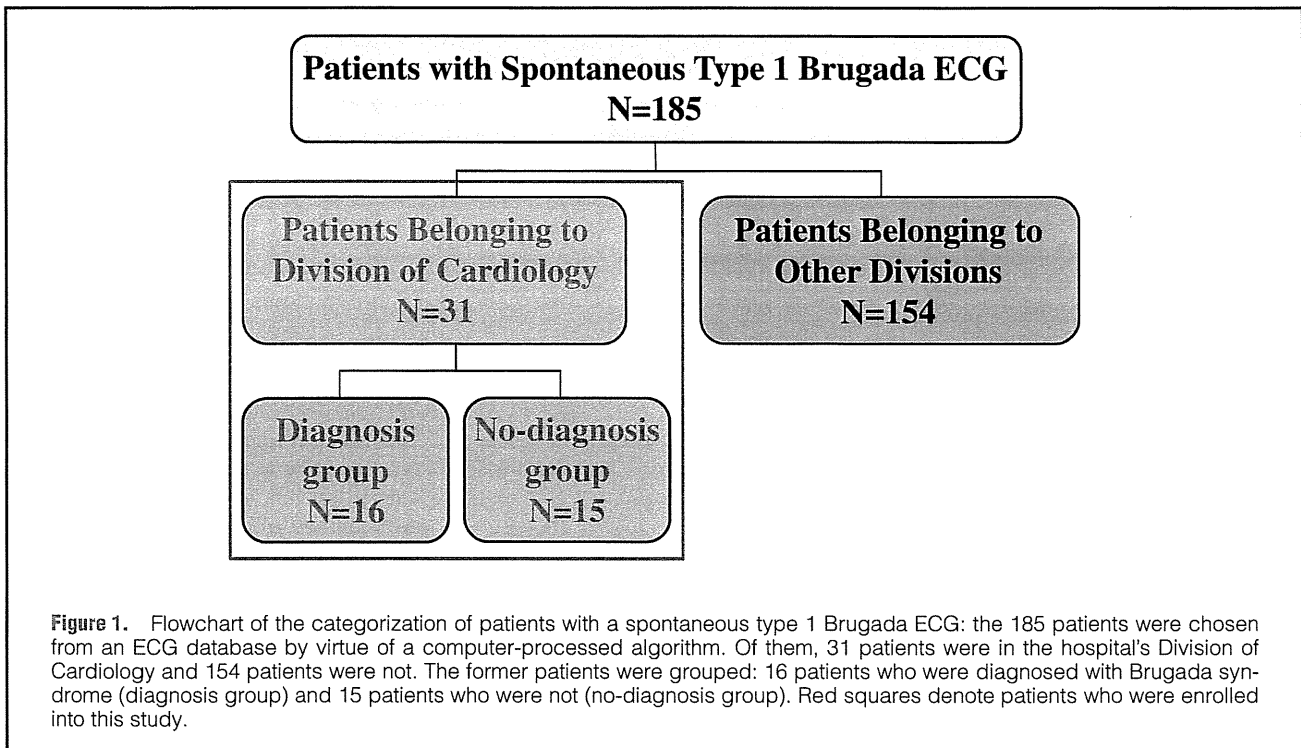 Patients with Spontaneous Type 1 Brugada ECG
N=185
Patients Belonging to
Division of Cardiology
N=31
Patients Belonging to
Other Divisions
N=154
Diagnosis
group
N=16
No-diagnosis
group
N=15
Figure 1. Flowchart of the categorization of patients with a spontaneous type 1 Brugada ECG: the 185 patients were chosen
from an ECG database by virtue of a computer-processed algorithm. Of them, 31 patients were in the hospital's Division of
Cardiology and 154 patients were not. The former patients were grouped: 16 patients who were diagnosed with Brugada syn-
drome (diagnosis group) and 15 patients who were not (no-diagnosis group). Red squares denote patients who were enrolled
into this study.